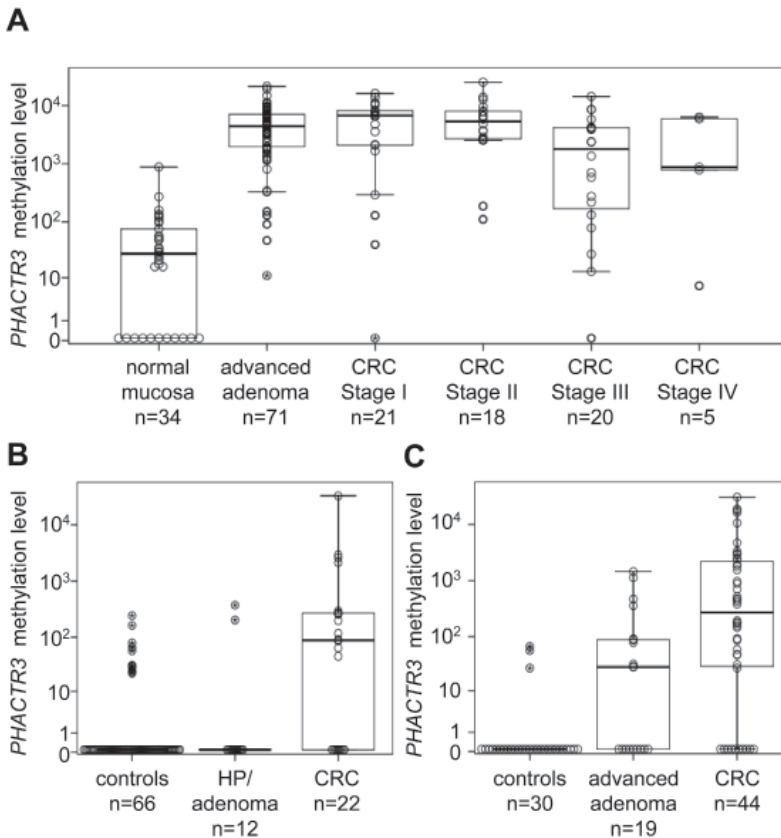 A
PHACTR3 methylation level
10⁴
10³
10²
10
1
0
normal mucosa n=34
advanced adenoma n=71
CRC Stage I n=21
CRC Stage II n=18
CRC Stage III n=20
CRC Stage IV n=5
B
PHACTR3 methylation level
10⁴
10³
10²
10
1
0
controls n=66
HP/ adenoma n=12
CRC n=22
C
PHACTR3 methylation level
10⁴
10³
10²
10
1
0
controls n=30
advanced adenoma n=19
CRC n=44